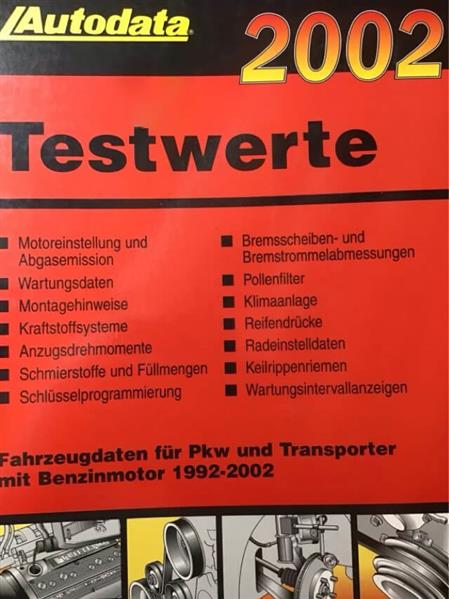 Autodata
2002
Testwerte
Motoreinstellung und
Abgasemission
Wartungsdaten
Montagehinweise
Kraftstoffsysteme
Anzugsdrehmomente
Schmierstoffe und Füllmengen
Schlüsselprogrammierung
Bremsscheiben- und
Bremstrommelabmessungen
Pollenfilter
Klimaanlage
Reifendrücke
Radeinstelldaten
Keilrippenriemen
Wartungsintervallanzeigen
Fahrzeugdaten für Pkw und Transporter
mit Benzinmotor 1992-2002